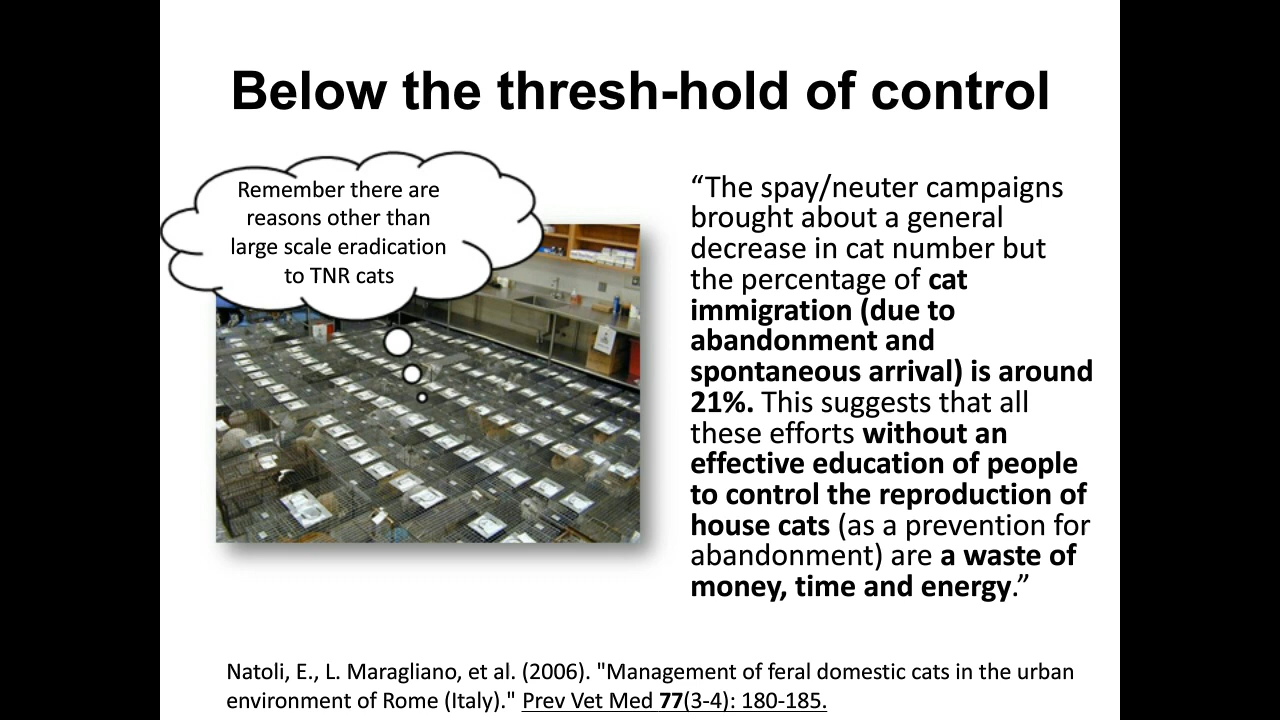 Below the thresh-hold of control
Remember there are
reasons other than
large scale eradication
to TNR cats
“The spay/neuter campaigns
brought about a general
decrease in cat number but
the percentage of cat
immigration (due to
abandonment and
spontaneous arrival) is around
21%. This suggests that all
these efforts without an
effective education of people
to control the reproduction of
house cats (as a prevention for
abandonment) are a waste of
money, time and energy.”
Natoli, E., L. Maragliano, et al. (2006). "Management of feral domestic cats in the urban
environment of Rome (Italy)." Prev Vet Med 77(3-4): 180-185.